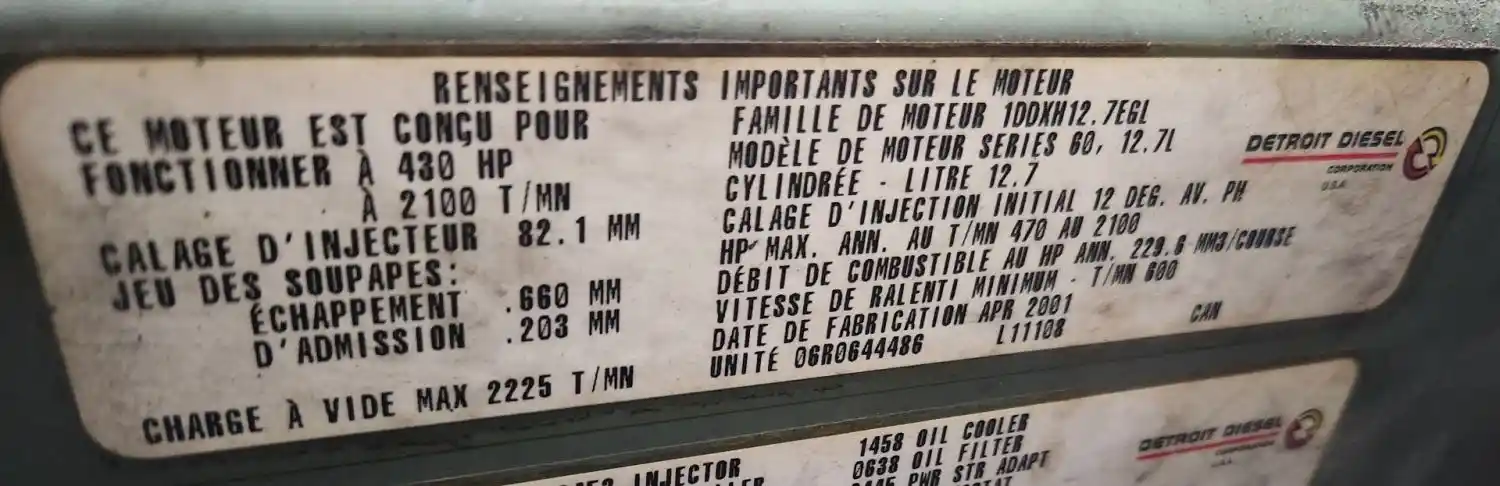 RENSEIGNEMENTS IMPORTANTS SUR LE MOTEUR
CE MOTEUR EST CONÇU POUR
FONCTIONNER À 430 HP
À 2100 T/MN
CALAGE D'INJECTEUR 82.1 MM
JEU DES SOUPAPES:
ÉCHAPPEMENT .660 MM
D'ADMISSION .203 MM
CHARGE À VIDE MAX 2225 T/MN
FAMILLE DE MOTEUR 1DDXH12.7EGL
MODÈLE DE MOTEUR SERIES 60, 12.7L
CYLINDRÉE - LITRE 12.7
CALAGE D'INJECTION INITIAL 12 DEG. AV. PH
HP MAX. ANN. AU T/MN 470 AU 2100
DÉBIT DE COMBUSTIBLE AU HP ANN. 229.6 MM3/COURSE
VITESSE DE RALENTI MINIMUM - T/MN 600
DATE DE FABRICATION APR 2001
UNITÉ 06R0644486 L11108 CAN
DETROIT DIESEL
CORPORATION
U.S.A.
INJECTOR
1458 OIL COOLER
0638 OIL FILTER
PWR STR ADAPT
DETROIT DIESEL
CORPORATION